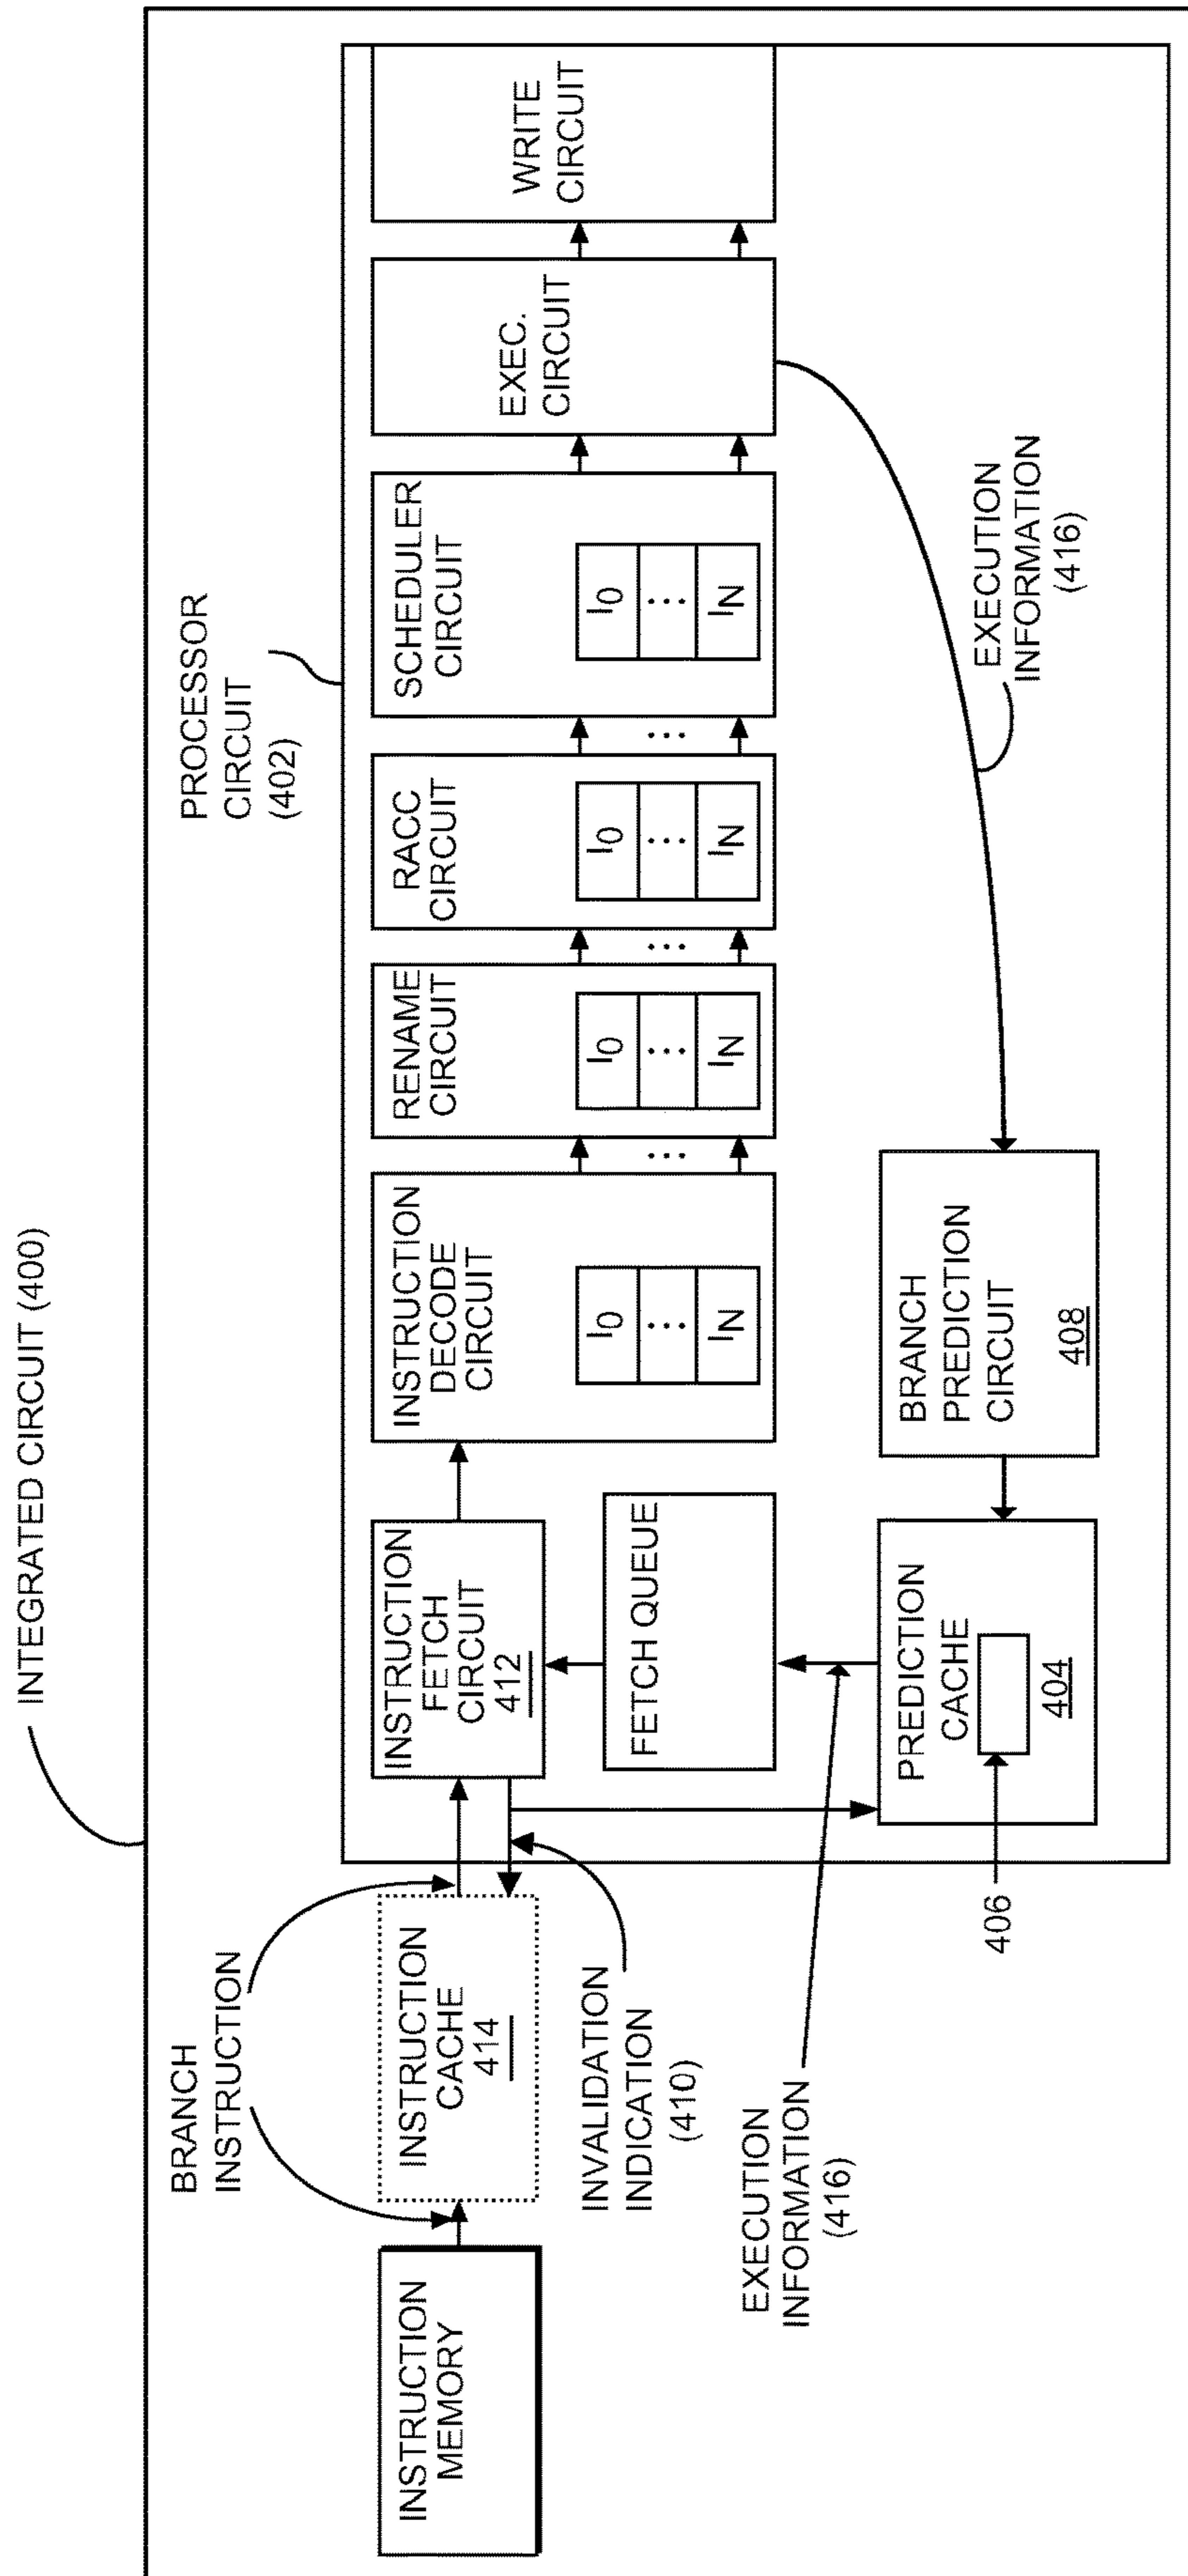 INTEGRATED CIRCUIT (400)
PROCESSOR
CIRCUIT
(402)
BRANCH
INSTRUCTION
INSTRUCTION
MEMORY
INSTRUCTION
CACHE
414
INSTRUCTION
FETCH
CIRCUIT
412
INSTRUCTION
DECODE
CIRCUIT
I0
...
IN
...
RENAME
CIRCUIT
I0
...
IN
...
RACC
CIRCUIT
I0
...
IN
...
SCHEDULER
CIRCUIT
I0
...
IN
EXEC.
CIRCUIT
WRITE
CIRCUIT
INVALIDATION
INDICATION
(410)
FETCH QUEUE
EXECUTION
INFORMATION
(416)
EXECUTION
INFORMATION
(416)
406
PREDICTION
CACHE
404
BRANCH
PREDICTION
CIRCUIT
408